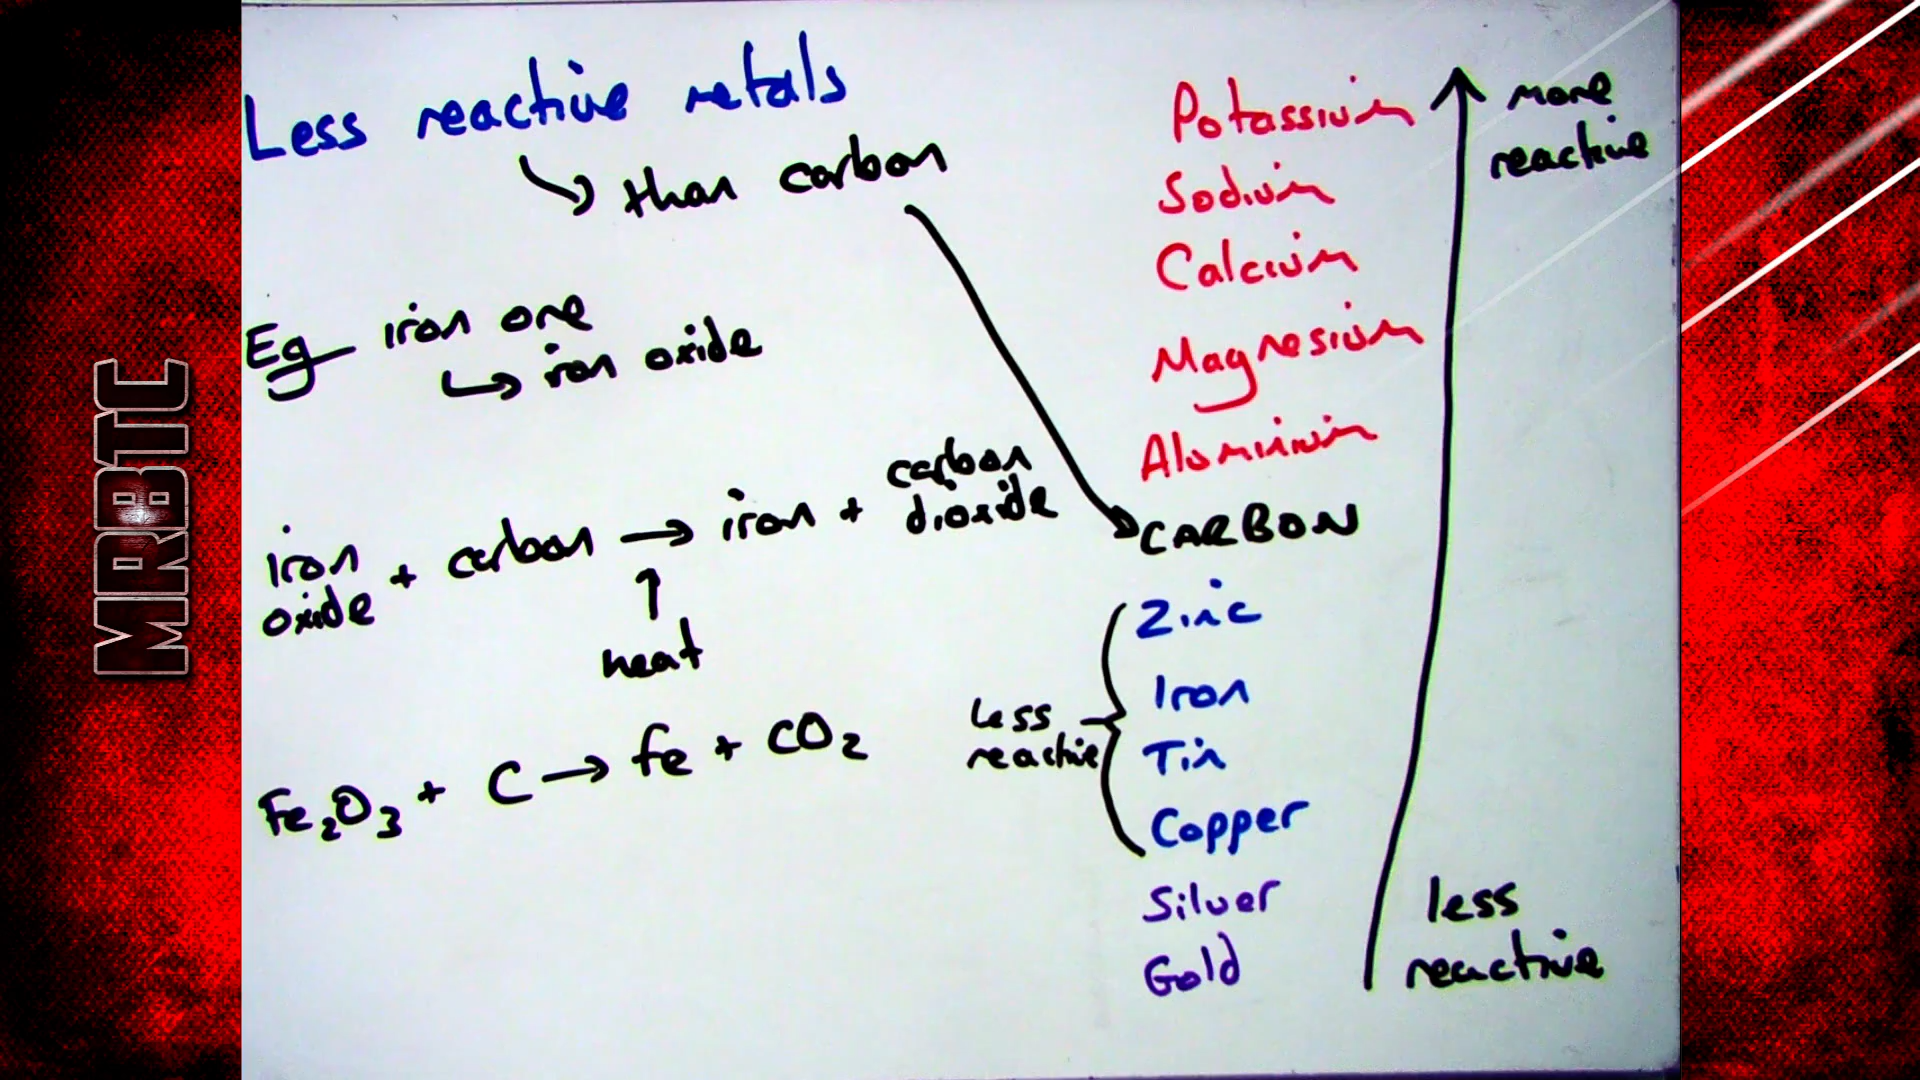 MRBTC
Less reactive metals
than carbon
Eg iron ore
iron oxide
iron oxide + carbon → iron + carbon dioxide
heat
Fe₂O₃ + C → Fe + CO₂
Potassium
Sodium
Calcium
Magnesium
Aluminium
CARBON
Zinc
Iron
Tin
Copper
Silver
Gold
less
reactive
more
reactive
less
reactive